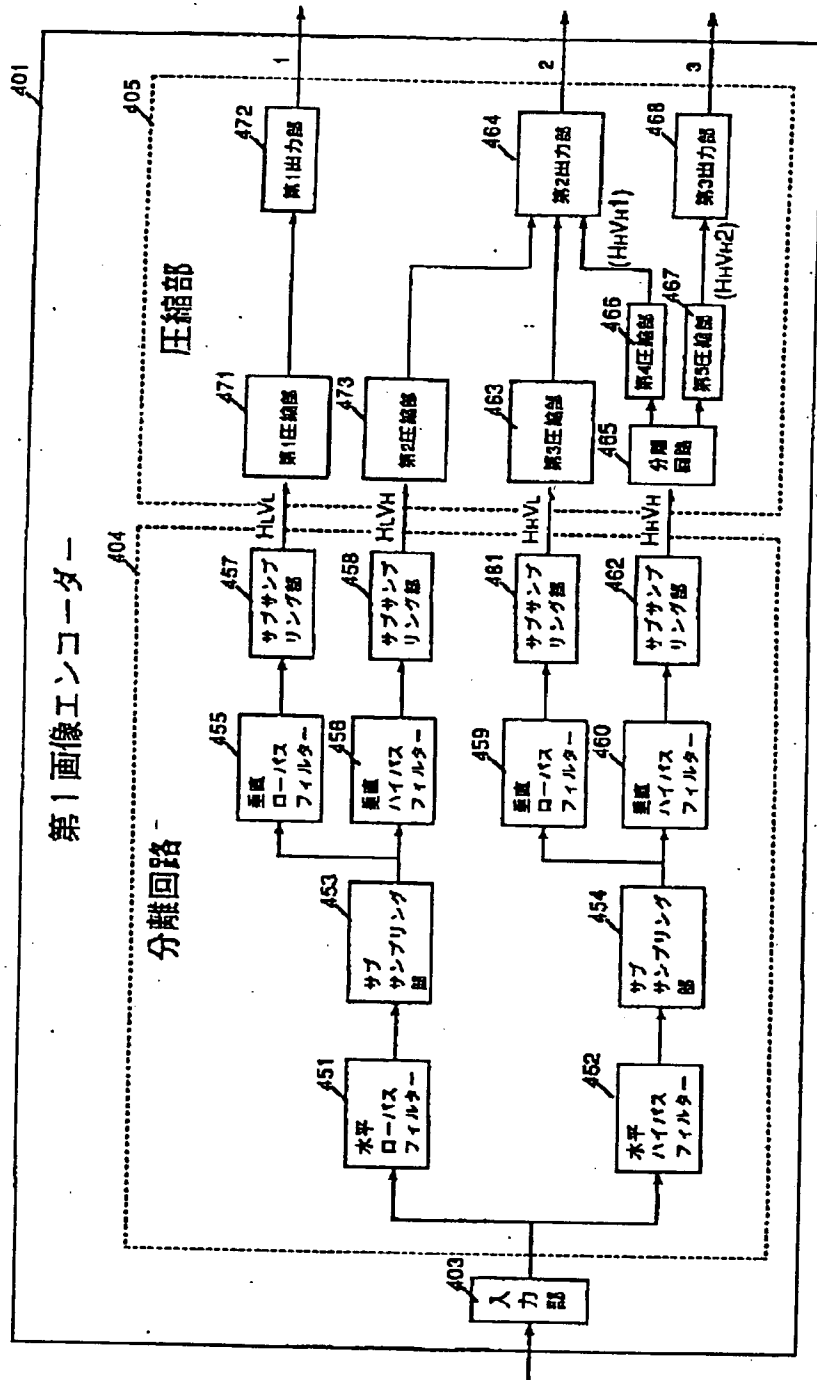 第1画像エンコーダー
401
分離回路
404
圧縮部
405
403
入力部
451
水平
ローパス
フィルター
453
サブ
サンプリング
部
455
垂直
ローパス
フィルター
457
サブサンプ
リング部
HLVL
471
第1圧縮部
472
第1出力部
1
456
垂直
ハイパス
フィルター
458
サブサンプ
リング部
HLVH
473
第2圧縮部
464
第2出力部
2
452
水平
ハイパス
フィルター
454
サブ
サンプリング
部
459
垂直
ローパス
フィルター
461
サブサンプ
リング部
HHVL
463
第3圧縮部
460
垂直
ハイパス
フィルター
462
サブサンプ
リング部
HHVH
465
分離
回路
466
第4圧縮部
(HHVH1)
467
第5圧縮部
(HHVH2)
468
第3出力部
3